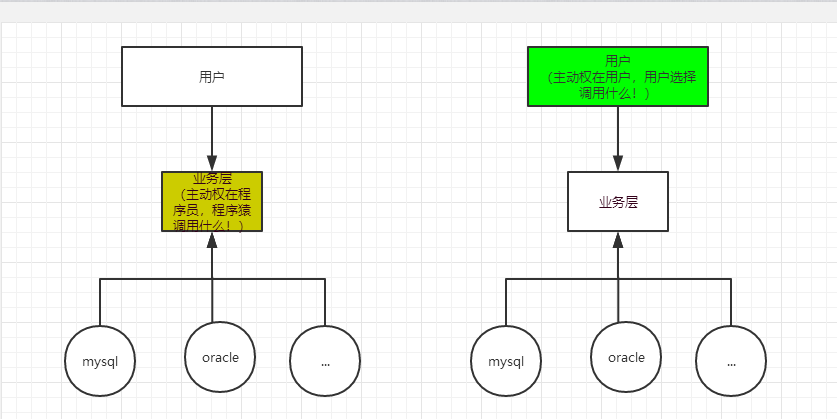 用户
业务层
（主动权在程
序员，程序猿
调用什么！）
mysql
oracle
...
用户
（主动权在用户，用户选择
调用什么！）
业务层
mysql
oracle
...